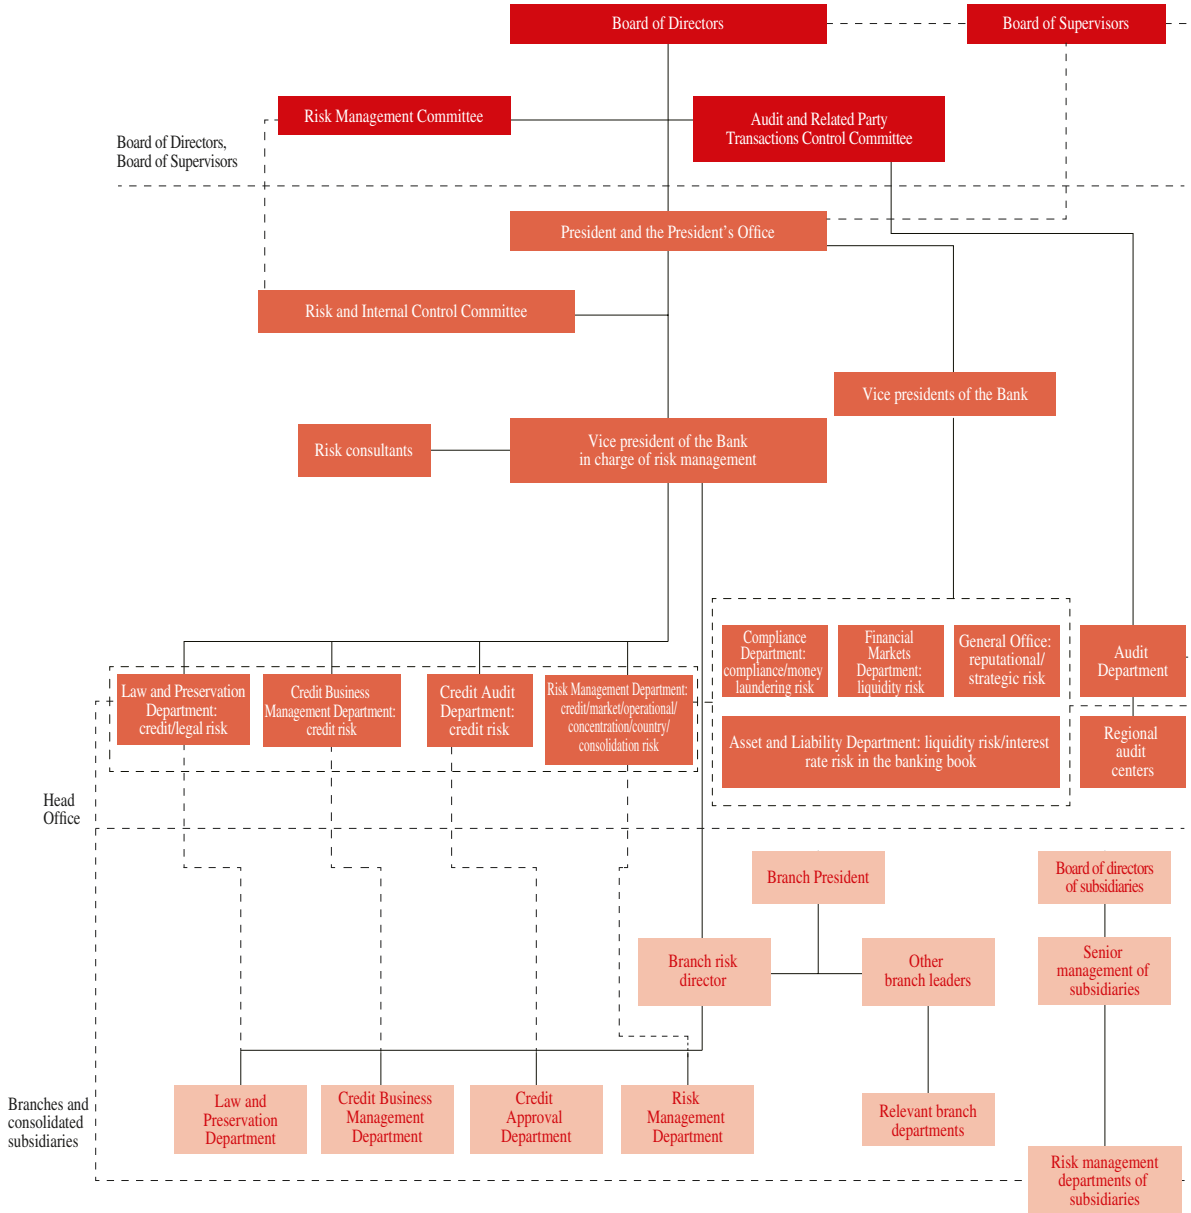 Board of Directors
Board of Supervisors
Risk Management Committee
Audit and Related Party
Transactions Control Committee
Board of Directors,
Board of Supervisors
President and the President’s Office
Risk and Internal Control Committee
Vice presidents of the Bank
Risk consultants
Vice president of the Bank
in charge of risk management
Compliance
Department:
compliance/money
laundering risk
Financial
Markets
Department:
liquidity risk
General Office:
reputational/
strategic risk
Audit
Department
Law and Preservation
Department:
credit/legal risk
Credit Business
Management Department:
credit risk
Credit Audit
Department:
credit risk
Risk Management Department:
credit/market/operational/
concentration/country/
consolidation risk
Asset and Liability Department: liquidity risk/interest
rate risk in the banking book
Regional
audit
centers
Head
Office
Branch President
Board of directors
of subsidiaries
Branch risk
director
Other
branch leaders
Senior
management of
subsidiaries
Branches and
consolidated
subsidiaries
Law and
Preservation
Department
Credit Business
Management
Department
Credit
Approval
Department
Risk
Management
Department
Relevant branch
departments
Risk management
departments of
subsidiaries